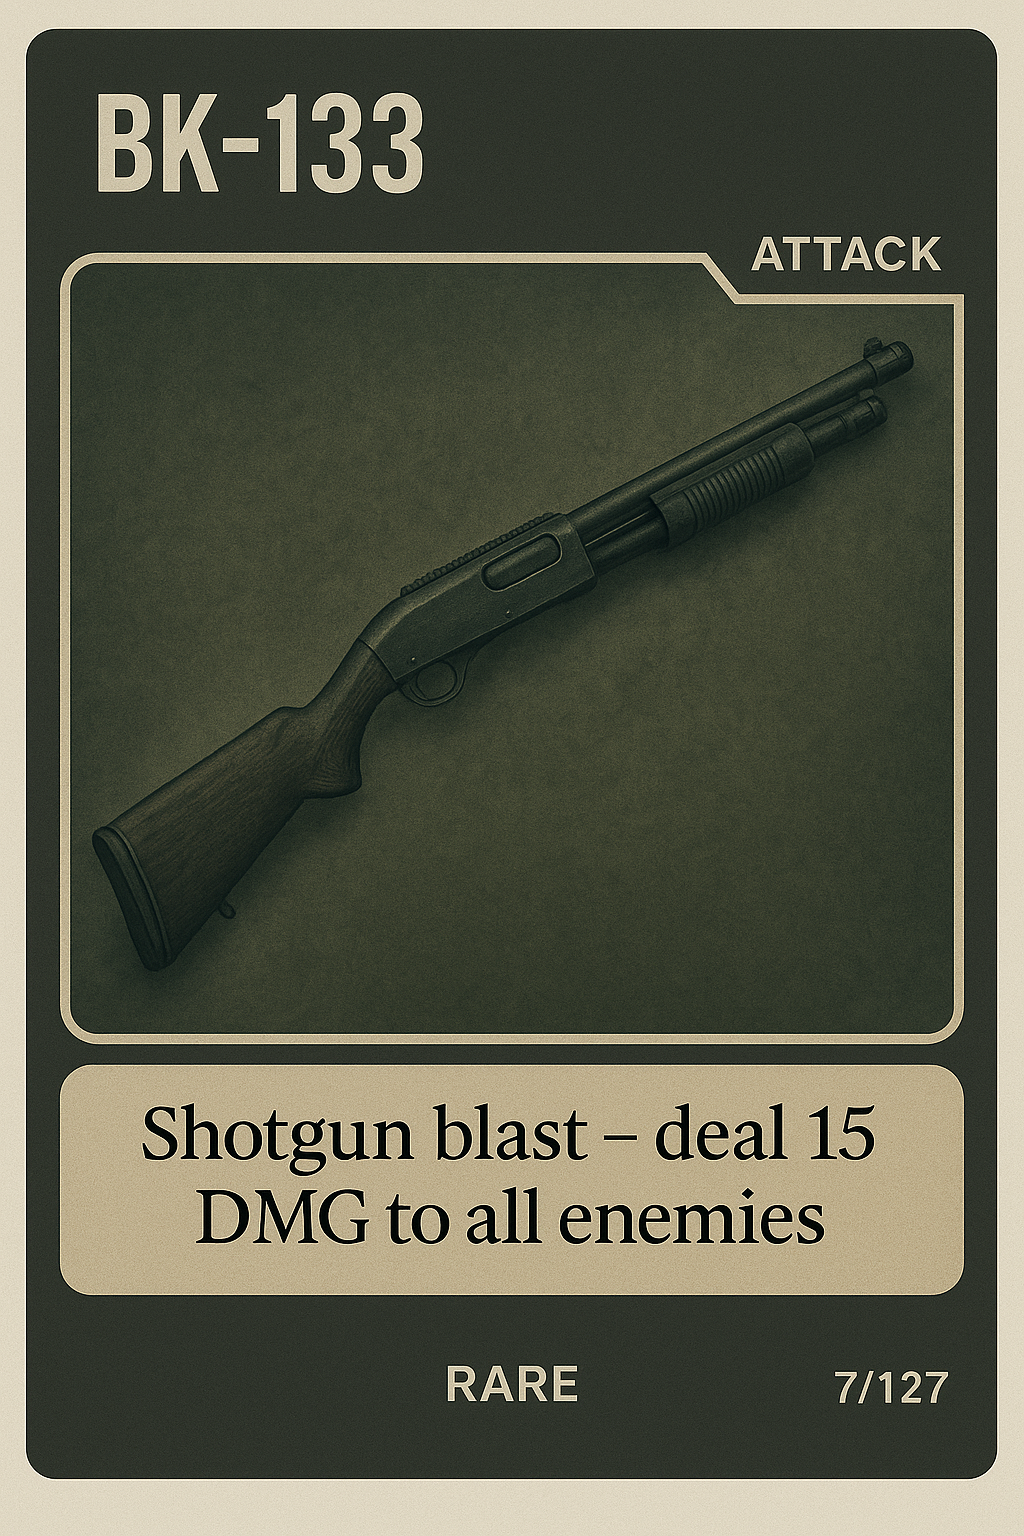 BK-133
ATTACK
Shotgun blast – deal 15
DMG to all enemies
RARE
7/127